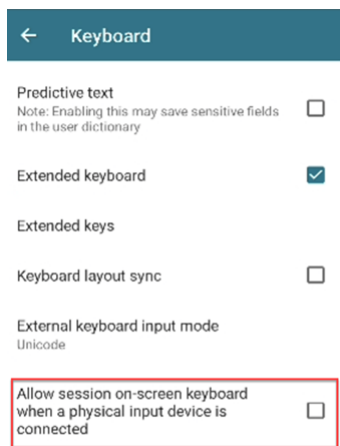 Keyboard
Predictive text
Note: Enabling this may save sensitive fields
in the user dictionary
Extended keyboard
Extended keys
Keyboard layout sync
External keyboard input mode
Unicode
Allow session on-screen keyboard
when a physical input device is
connected